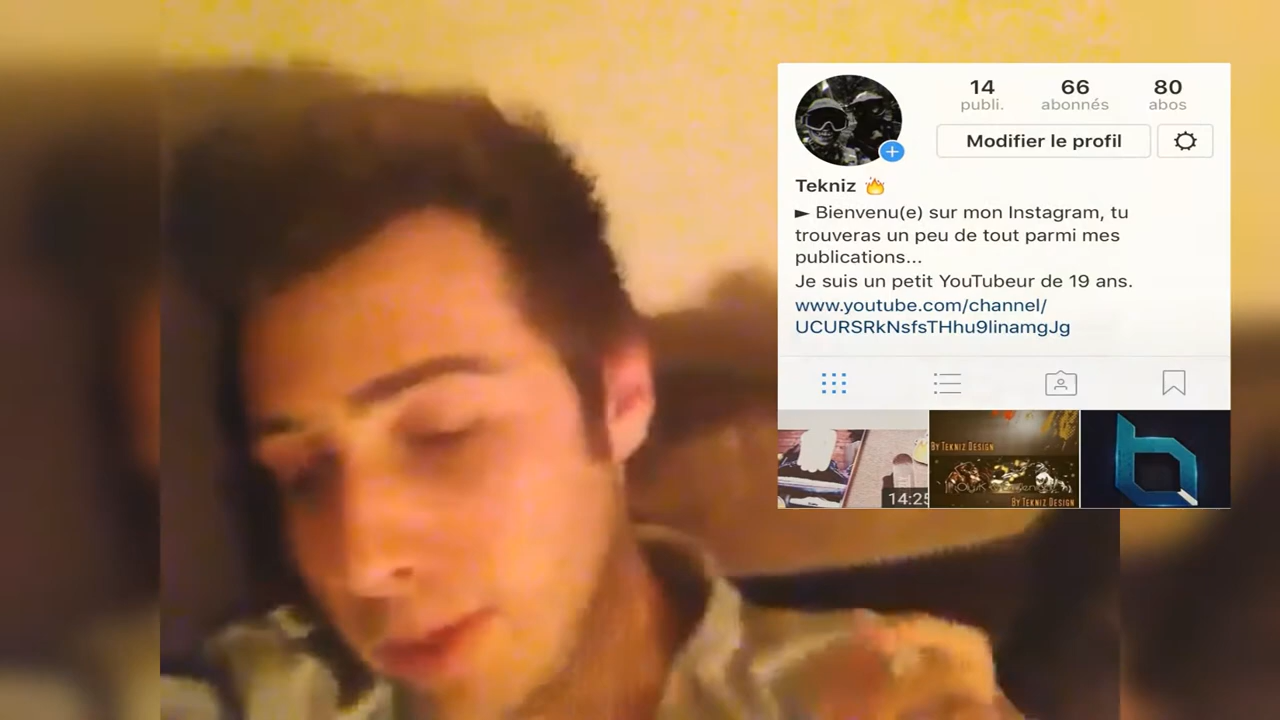 14 66 80
publi. abonnés abos
Modifier le profil
Tekniz 🔥
► Bienvenu(e) sur mon Instagram, tu
trouveras un peu de tout parmi mes
publications...
Je suis un petit YouTubeur de 19 ans.
www.youtube.com/channel/
UCURSRkNsfsTHhu9linamgJg
14:25
BY TEKNIZ DESIGN
BY TEKNIZ DESIGN